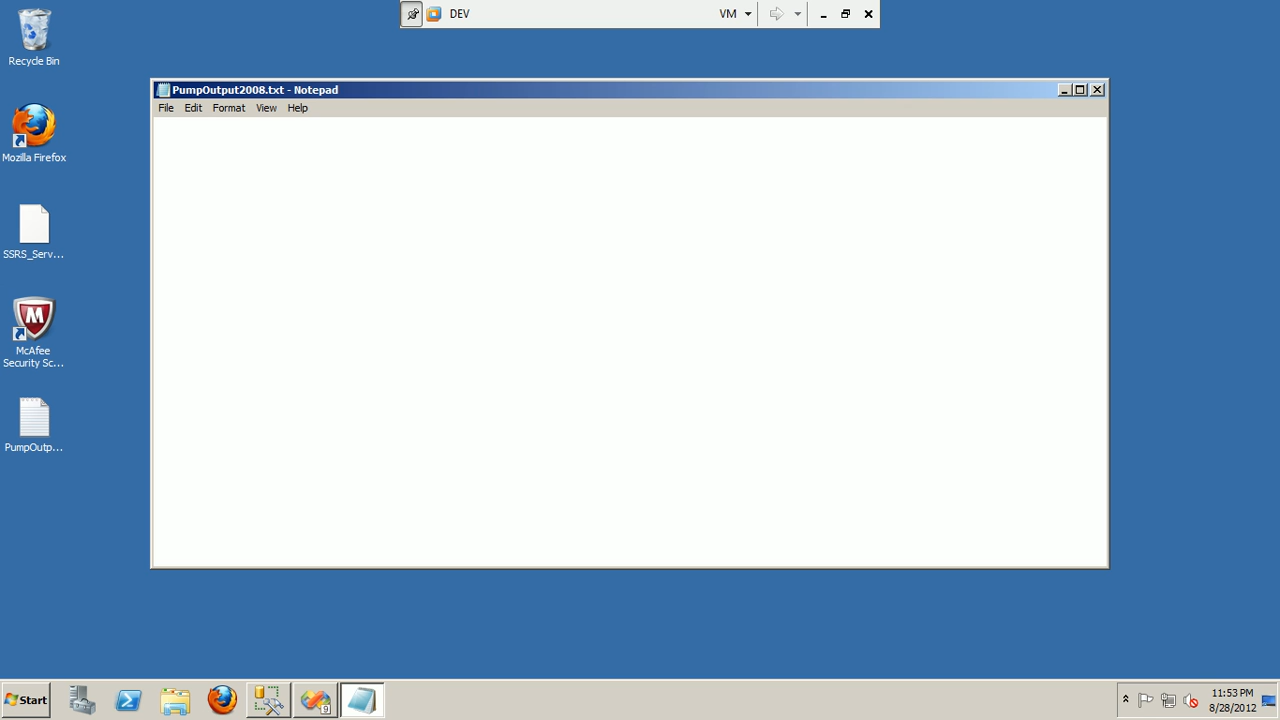 DEV
VM
Recycle Bin
PumpOutput2008.txt - Notepad
File Edit Format View Help
Mozilla Firefox
SSRS_Serv...
M
McAfee
Security Sc...
PumpOutp...
Start
9
11:53 PM
8/28/2012